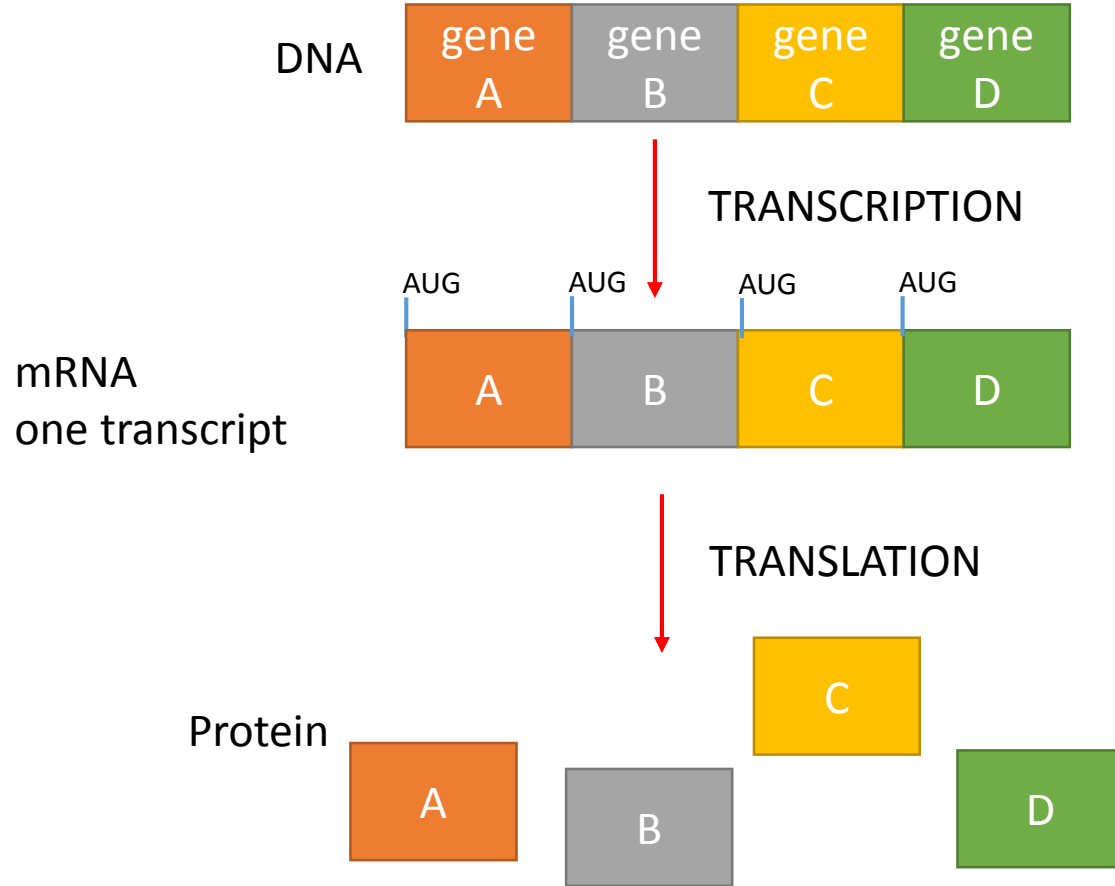 DNA
gene A
gene B
gene C
gene D
TRANSCRIPTION
AUG AUG AUG AUG
mRNA
one transcript
A B C D
TRANSLATION
Protein
A
B
C
D